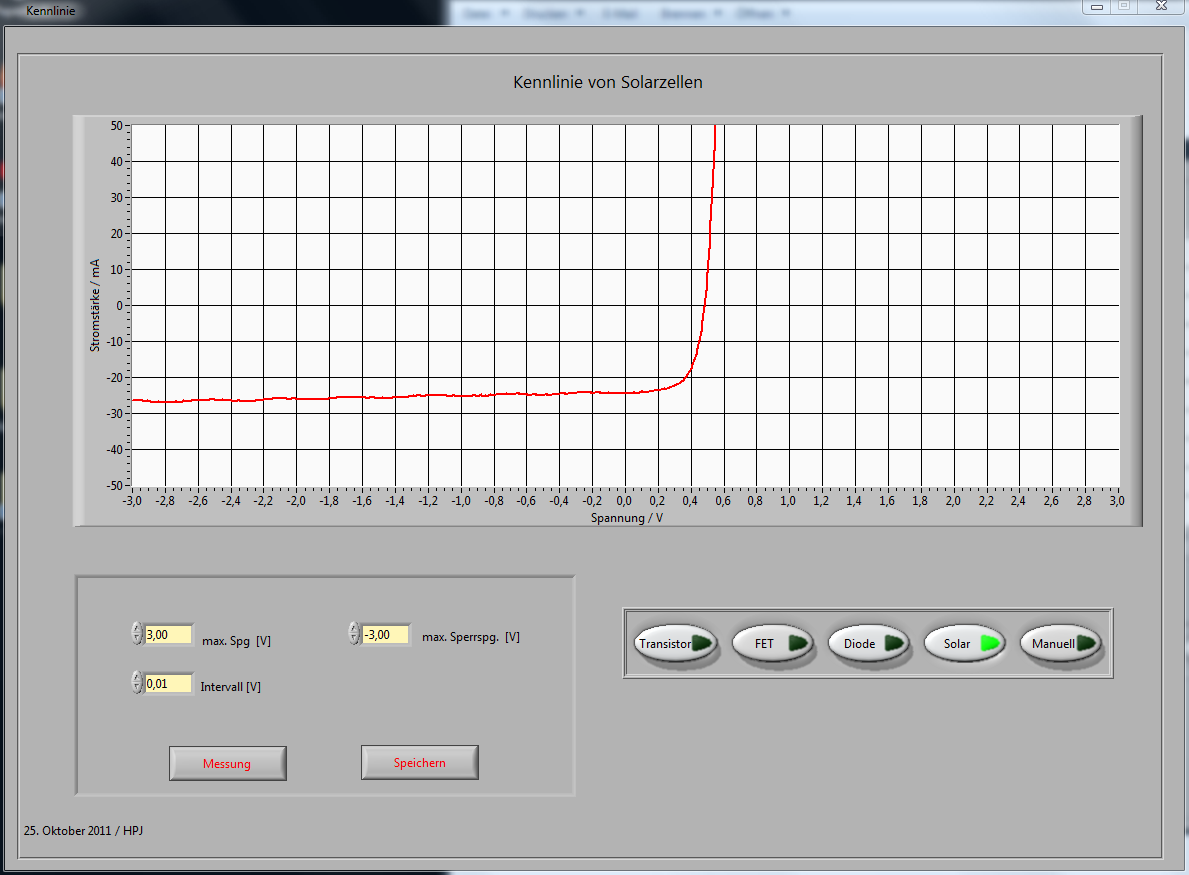 Kennlinie
Kennlinie von Solarzellen
50
40
30
20
10
0
-10
-20
-30
-40
-50
Stromstärke / mA
-3,0 -2,8 -2,6 -2,4 -2,2 -2,0 -1,8 -1,6 -1,4 -1,2 -1,0 -0,8 -0,6 -0,4 -0,2 0,0 0,2 0,4 0,6 0,8 1,0 1,2 1,4 1,6 1,8 2,0 2,2 2,4 2,6 2,8 3,0
Spannung / V
3,00 max. Spg [V] -3,00 max. Sperrspg. [V]
0,01 Intervall [V]
Messung Speichern
Transistor FET Diode Solar Manuell
25. Oktober 2011 / HPJ